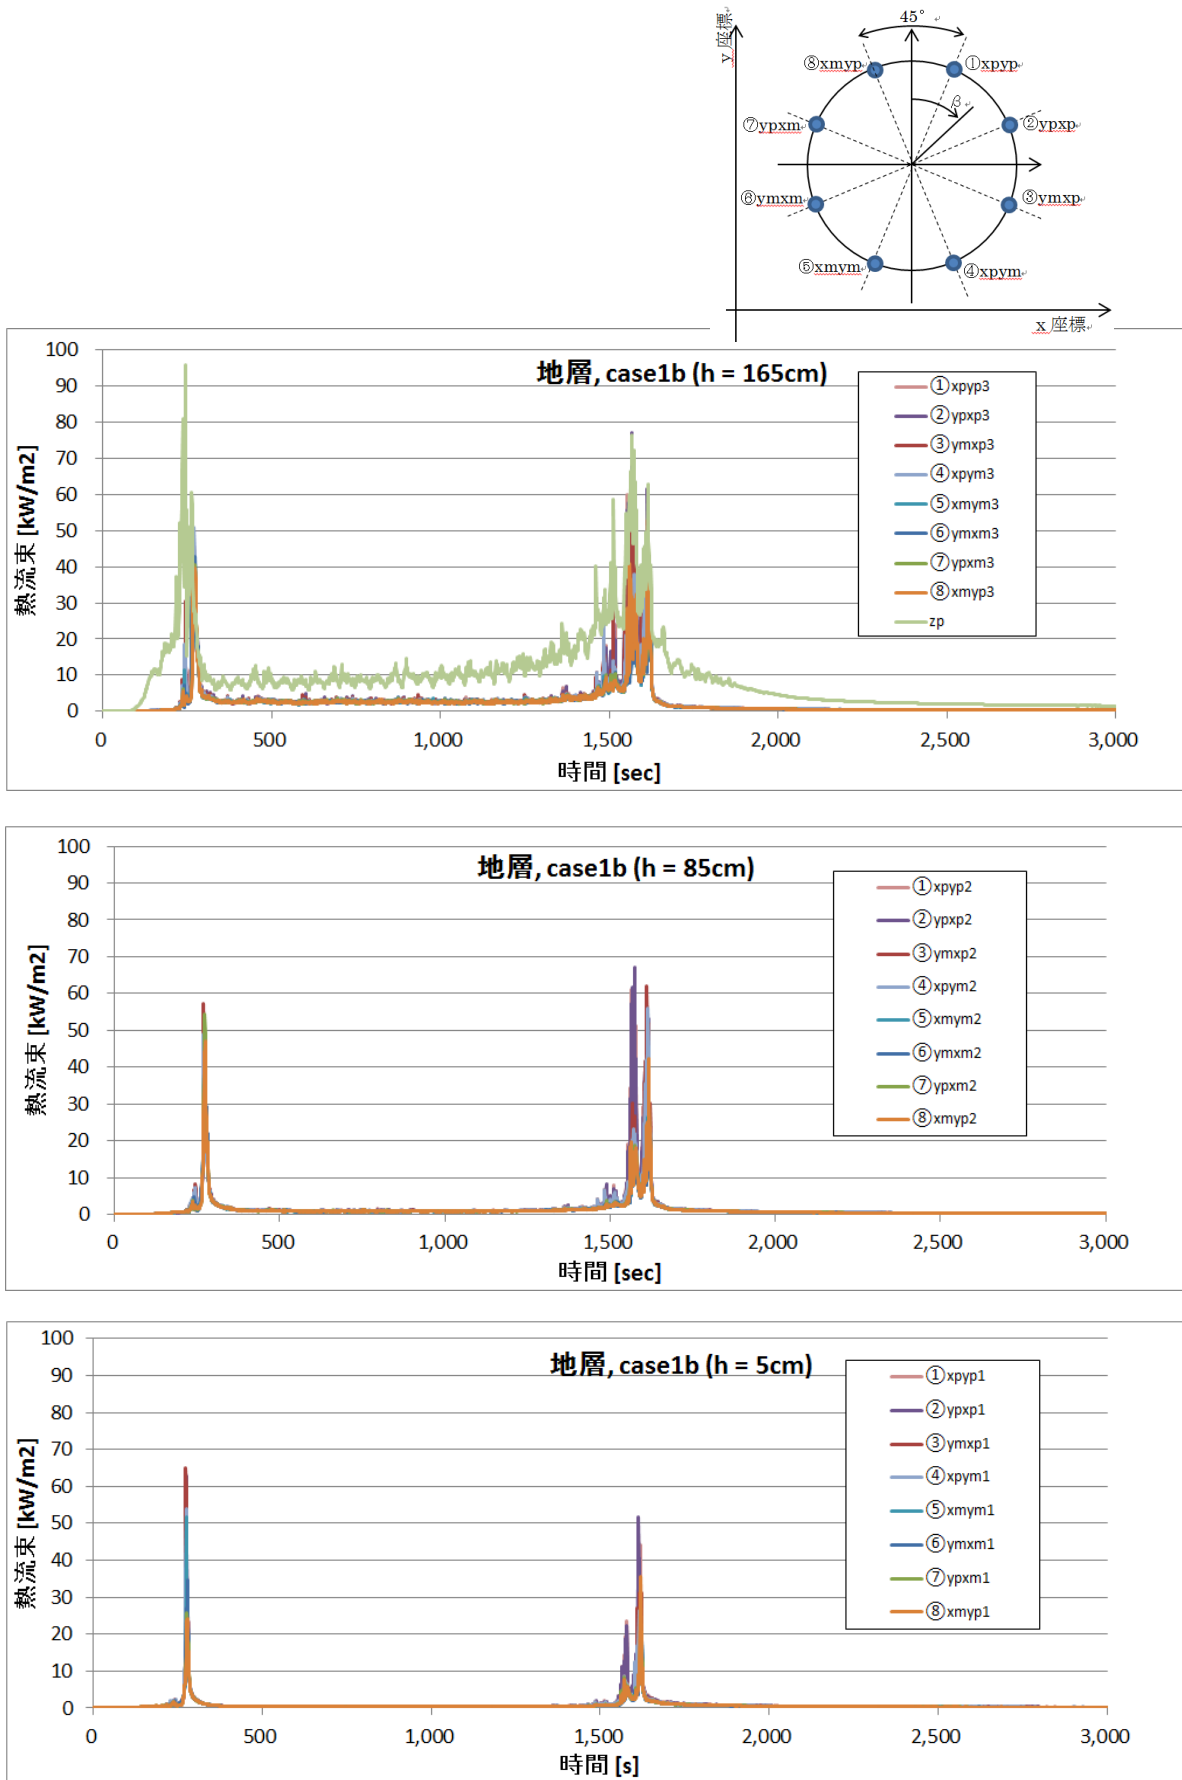 45°
y 座標
⑧xmyp
①xpyp
β
⑦ypxm
②ypxp
⑥ymxm
③ymxp
⑤xmym
④xpym
x 座標
地層, case1b (h = 165cm)
熱流束 [kW/m2]
100
90
80
70
60
50
40
30
20
10
0
①xpyp3
②ypxp3
③ymxp3
④xpym3
⑤xmym3
⑥ymxm3
⑦ypxm3
⑧xmyp3
zp
0 500 1,000 1,500 2,000 2,500 3,000
時間 [sec]
地層, case1b (h = 85cm)
熱流束 [kW/m2]
100
90
80
70
60
50
40
30
20
10
0
①xpyp2
②ypxp2
③ymxp2
④xpym2
⑤xmym2
⑥ymxm2
⑦ypxm2
⑧xmyp2
0 500 1,000 1,500 2,000 2,500 3,000
時間 [sec]
地層, case1b (h = 5cm)
熱流束 [kW/m2]
100
90
80
70
60
50
40
30
20
10
0
①xpyp1
②ypxp1
③ymxp1
④xpym1
⑤xmym1
⑥ymxm1
⑦ypxm1
⑧xmyp1
0 500 1,000 1,500 2,000 2,500 3,000
時間 [s]